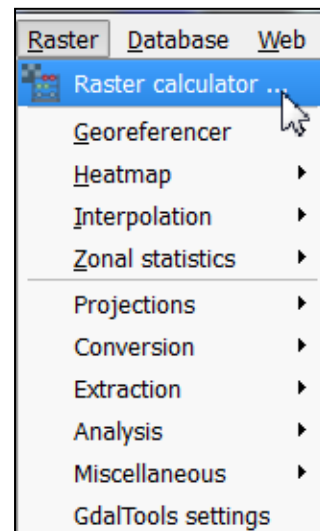 Raster Database Web
Raster calculator ...
Georeferencer
Heatmap
Interpolation
Zonal statistics
Projections
Conversion
Extraction
Analysis
Miscellaneous
GdalTools settings